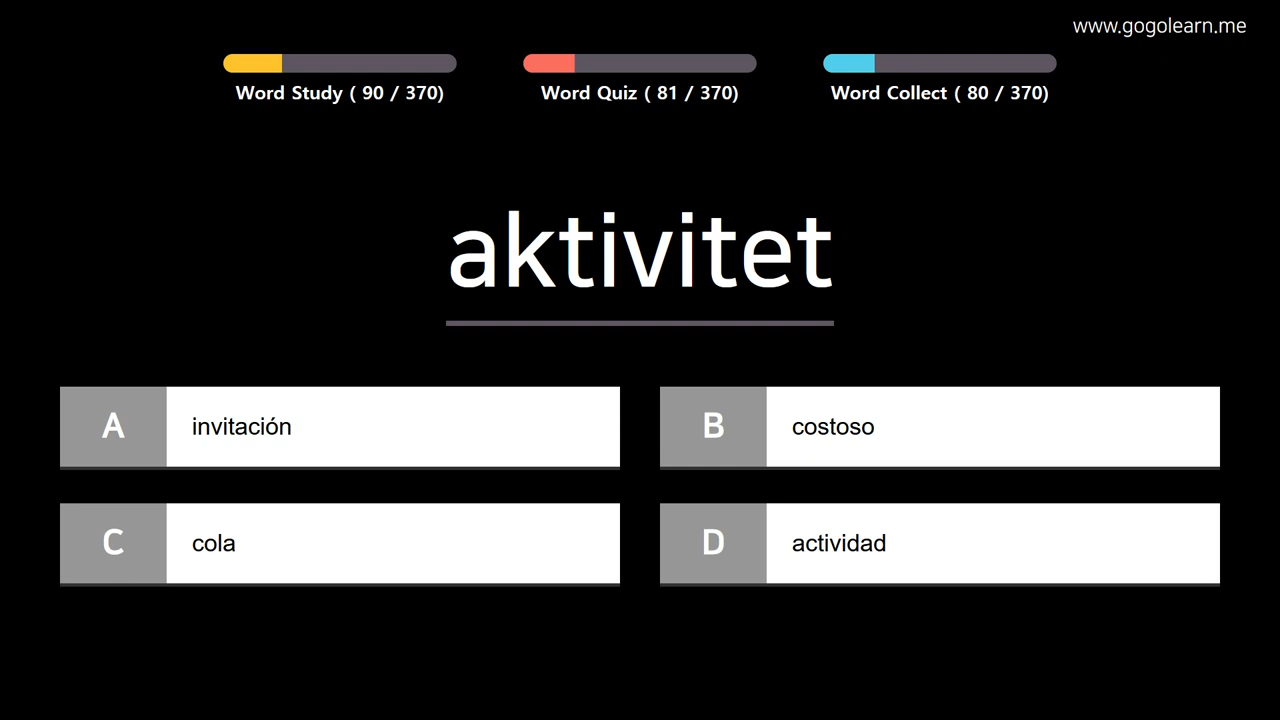 www.gogolearn.me
Word Study ( 90 / 370)
Word Quiz ( 81 / 370)
Word Collect ( 80 / 370)
aktivitet
A invitación
B costoso
C cola
D actividad